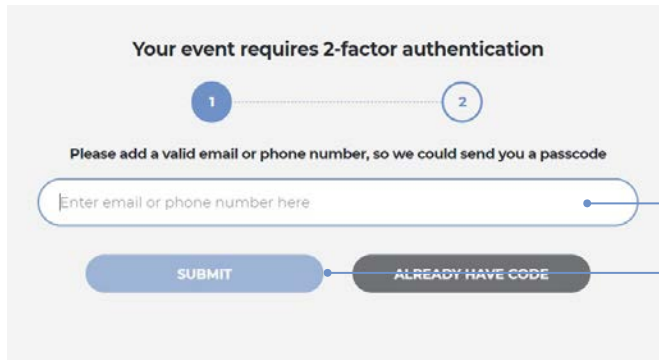 Your event requires 2-factor authentication
1
2
Please add a valid email or phone number, so we could send you a passcode
Enter email or phone number here
SUBMIT
ALREADY HAVE CODE